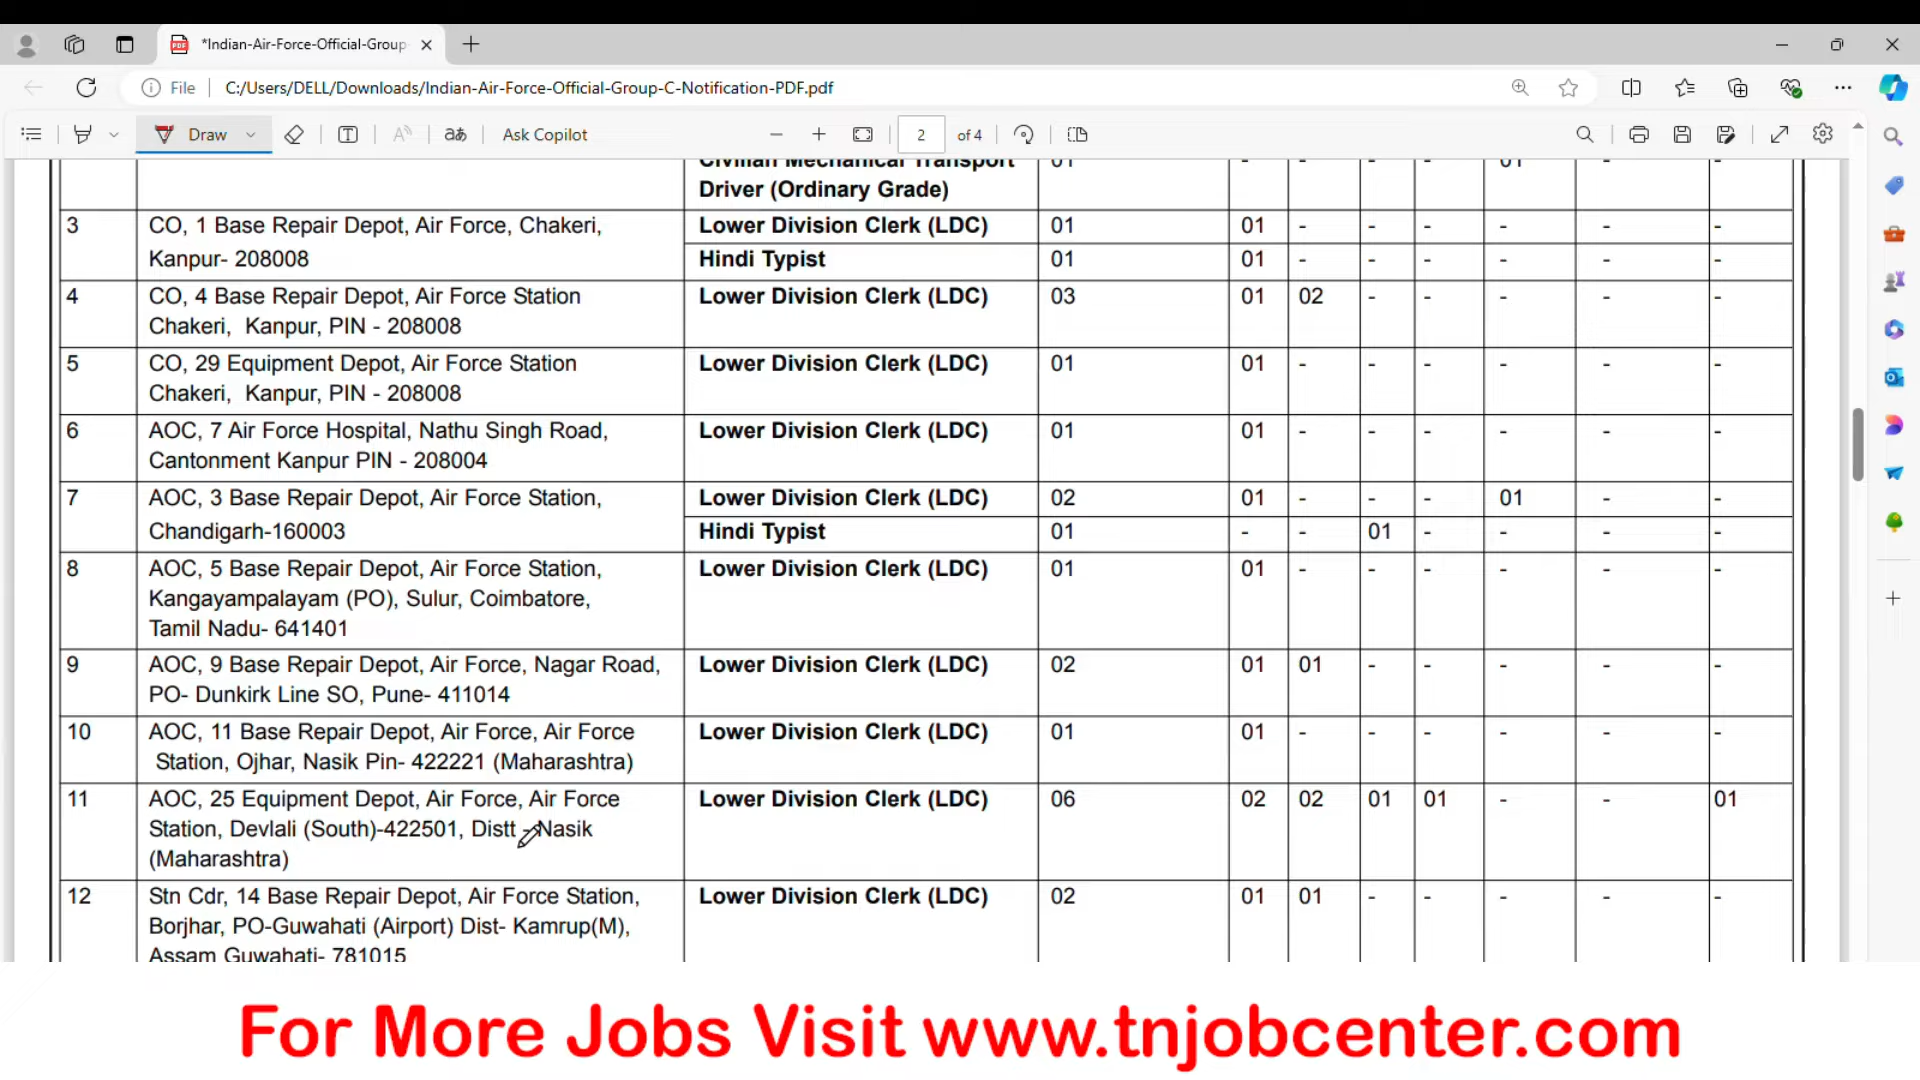 *Indian-Air-Force-Official-Group-
File
C:/Users/DELL/Downloads/Indian-Air-Force-Official-Group-C-Notification-PDF.pdf
Draw
Ask Copilot
2 of 4
Civilian Mechanical Transport 01 - - - - 01 - -
Driver (Ordinary Grade)
3 CO, 1 Base Repair Depot, Air Force, Chakeri, Lower Division Clerk (LDC) 01 01 - - - - - -
Kanpur- 208008 Hindi Typist 01 01 - - - - - -
4 CO, 4 Base Repair Depot, Air Force Station Lower Division Clerk (LDC) 03 01 02 - - - - -
Chakeri, Kanpur, PIN - 208008
5 CO, 29 Equipment Depot, Air Force Station Lower Division Clerk (LDC) 01 01 - - - - - -
Chakeri, Kanpur, PIN - 208008
6 AOC, 7 Air Force Hospital, Nathu Singh Road, Lower Division Clerk (LDC) 01 01 - - - - - -
Cantonment Kanpur PIN - 208004
7 AOC, 3 Base Repair Depot, Air Force Station, Lower Division Clerk (LDC) 02 01 - - - 01 - -
Chandigarh-160003 Hindi Typist 01 - - 01 - - - -
8 AOC, 5 Base Repair Depot, Air Force Station, Lower Division Clerk (LDC) 01 01 - - - - - -
Kangayampalayam (PO), Sulur, Coimbatore,
Tamil Nadu- 641401
9 AOC, 9 Base Repair Depot, Air Force, Nagar Road, Lower Division Clerk (LDC) 02 01 01 - - - - -
PO- Dunkirk Line SO, Pune- 411014
10 AOC, 11 Base Repair Depot, Air Force, Air Force Lower Division Clerk (LDC) 01 01 - - - - - -
Station, Ojhar, Nasik Pin- 422221 (Maharashtra)
11 AOC, 25 Equipment Depot, Air Force, Air Force Lower Division Clerk (LDC) 06 02 02 01 01 - - 01
Station, Devlali (South)-422501, Distt - Nasik
(Maharashtra)
12 Stn Cdr, 14 Base Repair Depot, Air Force Station, Lower Division Clerk (LDC) 02 01 01 - - - - -
Borjhar, PO-Guwahati (Airport) Dist- Kamrup(M),
Assam Guwahati- 781015
For More Jobs Visit www.tnjobcenter.com